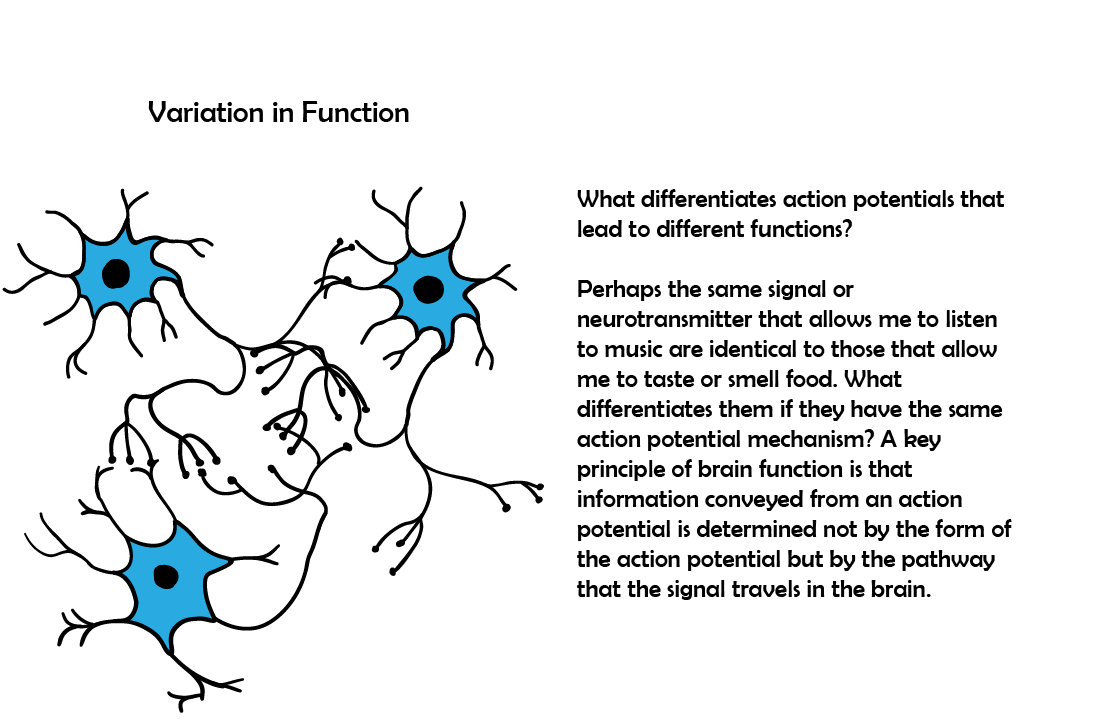 Variation in Function
What differentiates action potentials that
lead to different functions?
Perhaps the same signal or
neurotransmitter that allows me to listen
to music are identical to those that allow
me to taste or smell food. What
differentiates them if they have the same
action potential mechanism? A key
principle of brain function is that
information conveyed from an action
potential is determined not by the form of
the action potential but by the pathway
that the signal travels in the brain.